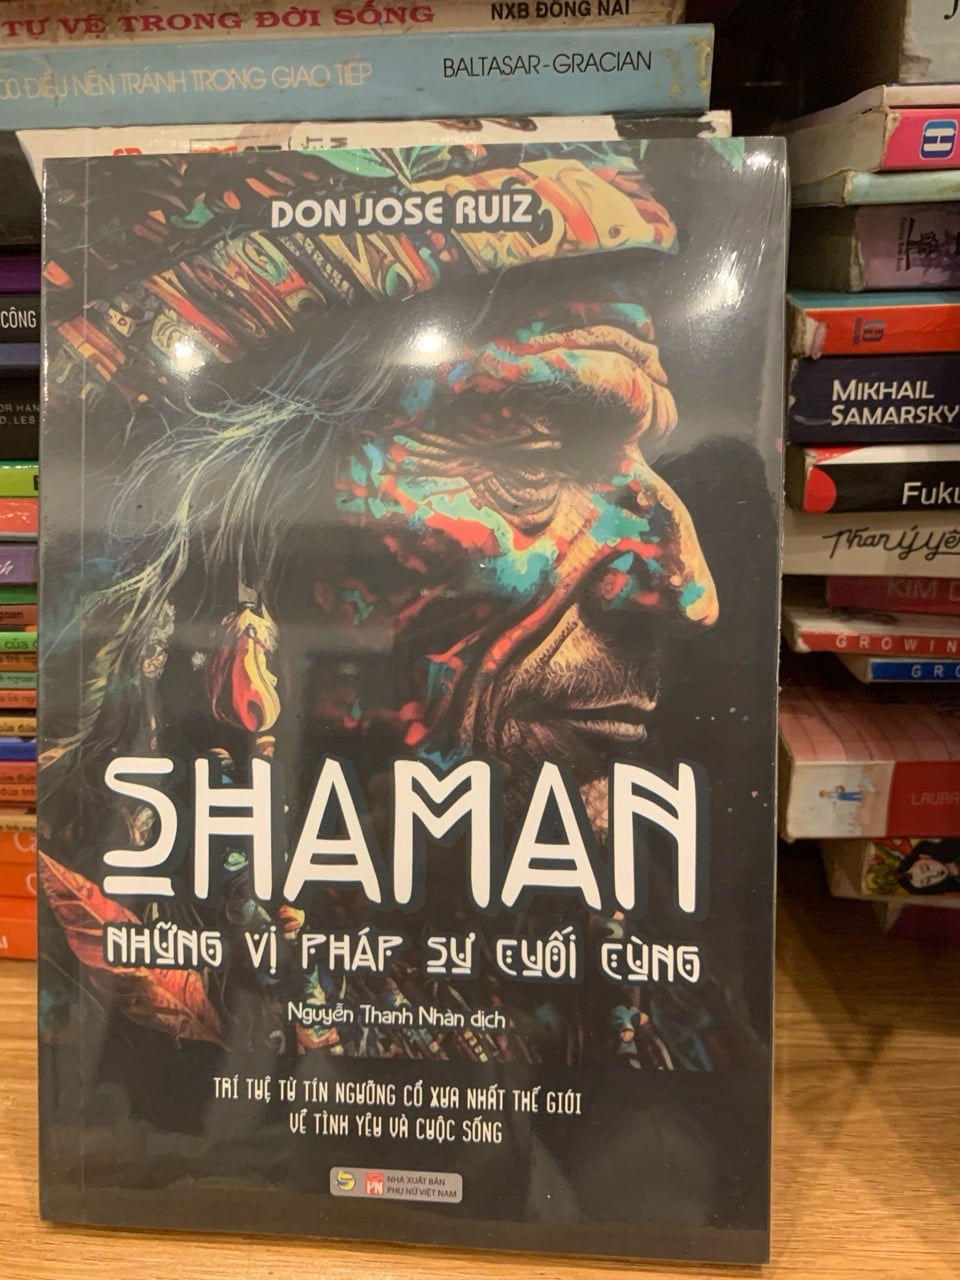 TỰ VỆ TRONG ĐỜI SỐNG
NXB ĐỒNG NAI
ĐIỀU NÊN TRÁNH TRONG GIAO TIẾP
BALTASAR-GRACIAN
DON JOSE RUIZ
SHAMAN
NHỮNG VỊ PHÁP SƯ CUỐI CÙNG
Nguyễn Thanh Nhàn dịch
TRÍ TUỆ TỪ TÍN NGƯỠNG CỔ XƯA NHẤT THẾ GIỚI
VỀ TÌNH YÊU VÀ CUỘC SỐNG
PN
NHÀ XUẤT BẢN
PHỤ NỮ VIỆT NAM
CÔNG
H
MIKHAIL
SAMARSKY
Fuku
KIM
GROWIN
LAURA